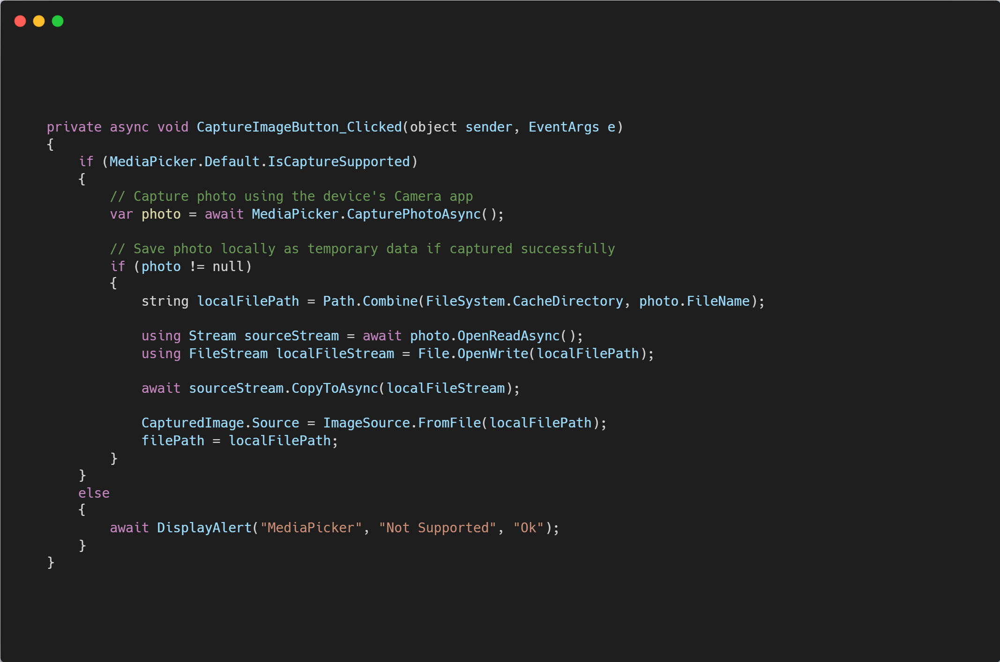 private async void CaptureImageButton_Clicked(object sender, EventArgs e)
{
    if (MediaPicker.Default.IsCaptureSupported)
    {
        // Capture photo using the device's Camera app
        var photo = await MediaPicker.CapturePhotoAsync();

        // Save photo locally as temporary data if captured successfully
        if (photo != null)
        {
            string localFilePath = Path.Combine(FileSystem.CacheDirectory, photo.FileName);

            using Stream sourceStream = await photo.OpenReadAsync();
            using FileStream localFileStream = File.OpenWrite(localFilePath);

            await sourceStream.CopyToAsync(localFileStream);

            CapturedImage.Source = ImageSource.FromFile(localFilePath);
            filePath = localFilePath;
        }
    }
    else
    {
        await DisplayAlert("MediaPicker", "Not Supported", "Ok");
    }
}